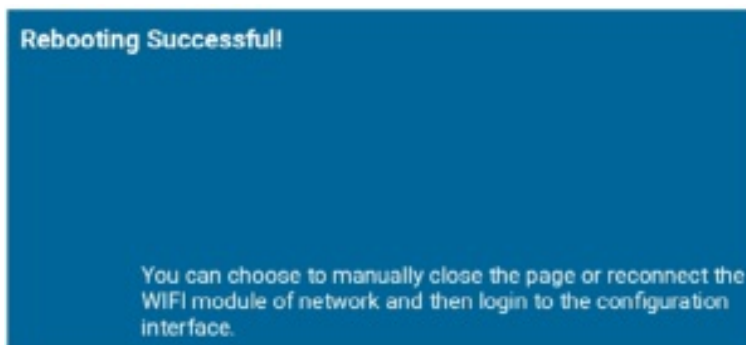 Rebooting Successful!
You can choose to manually close the page or reconnect the
WIFI module of network and then login to the configuration
interface.